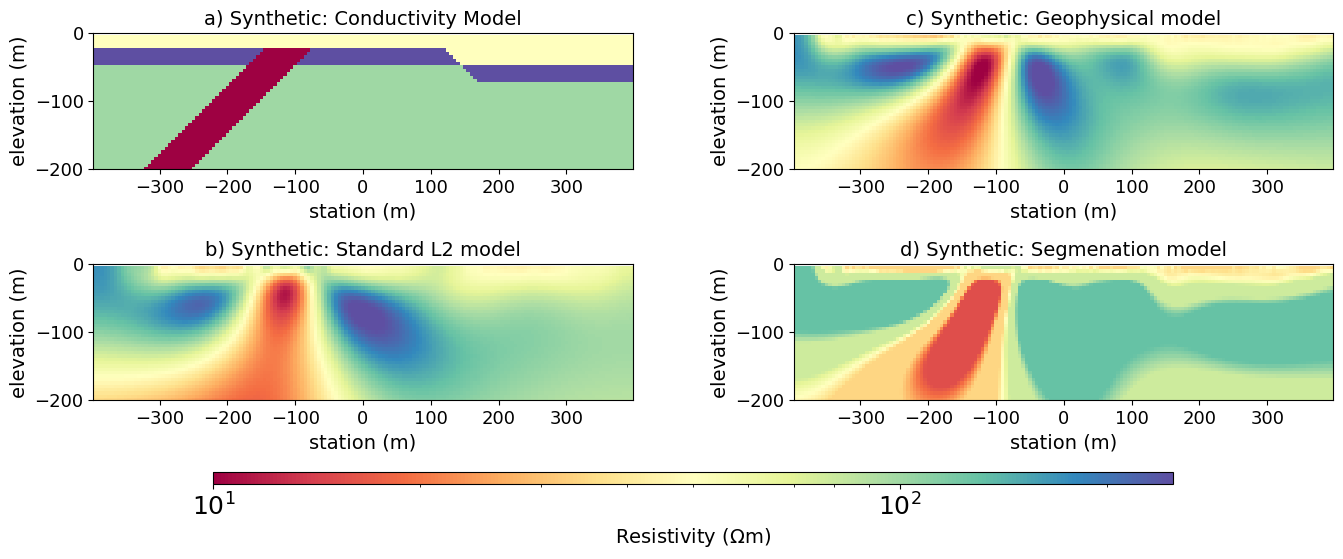 a) Synthetic: Conductivity Model
0
−100
−200
elevation (m)
−300 −200 −100 0 100 200 300
station (m)
c) Synthetic: Geophysical model
0
−100
−200
elevation (m)
−300 −200 −100 0 100 200 300
station (m)
b) Synthetic: Standard L2 model
0
−100
−200
elevation (m)
−300 −200 −100 0 100 200 300
station (m)
d) Synthetic: Segmenation model
0
−100
−200
elevation (m)
−300 −200 −100 0 100 200 300
station (m)
10¹ 10²
Resistivity (Ωm)